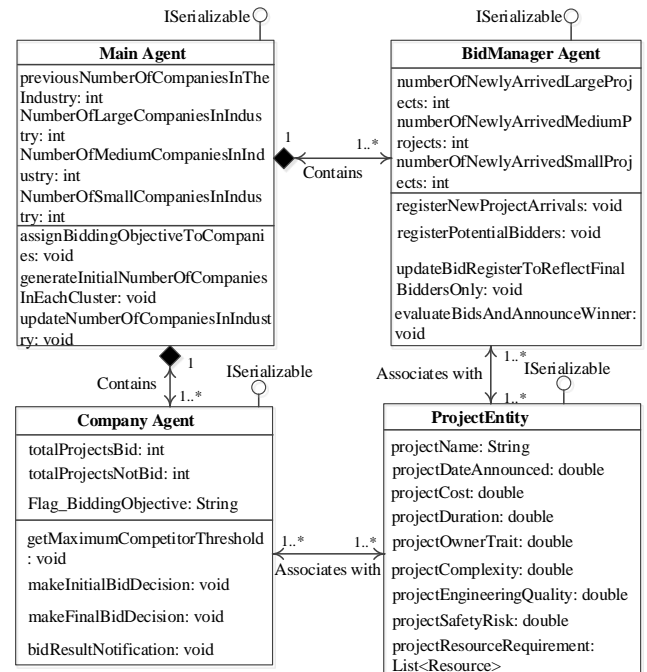 ISerializable
Main Agent
previousNumberOfCompaniesInThe
Industry: int
NumberOfLargeCompaniesInIndus
try: int
NumberOfMediumCompaniesInInd
ustry: int
NumberOfSmallCompaniesInIndus
try: int
assignBiddingObjectiveToCompani
es: void
generateInitialNumberOfCompanies
InEachCluster: void
updateNumberOfCompaniesInIndust
ry: void
1
1..*
Contains
ISerializable
BidManager Agent
numberOfNewlyArrivedLargeProj
ects: int
numberOfNewlyArrivedMediumP
rojects: int
numberOfNewlyArrivedSmallProj
ects: int
registerNewProjectArrivals: void
registerPotentialBidders: void
updateBidRegisterToReflectFinal
BiddersOnly: void
evaluateBidsAndAnnounceWinner:
void
1
Contains
1..*
ISerializable
Company Agent
totalProjectsBid: int
totalProjectsNotBid: int
Flag_BiddingObjective: String
getMaximumCompetitorThreshold
: void
makeInitialBidDecision: void
makeFinalBidDecision: void
bidResultNotification: void
1..*
1..*
Associates with
1..*
Associates with
1..*
ISerializable
ProjectEntity
projectName: String
projectDateAnnounced: double
projectCost: double
projectDuration: double
projectOwnerTrait: double
projectComplexity: double
projectEngineeringQuality: double
projectSafetyRisk: double
projectResourceRequirement:
List<Resource>